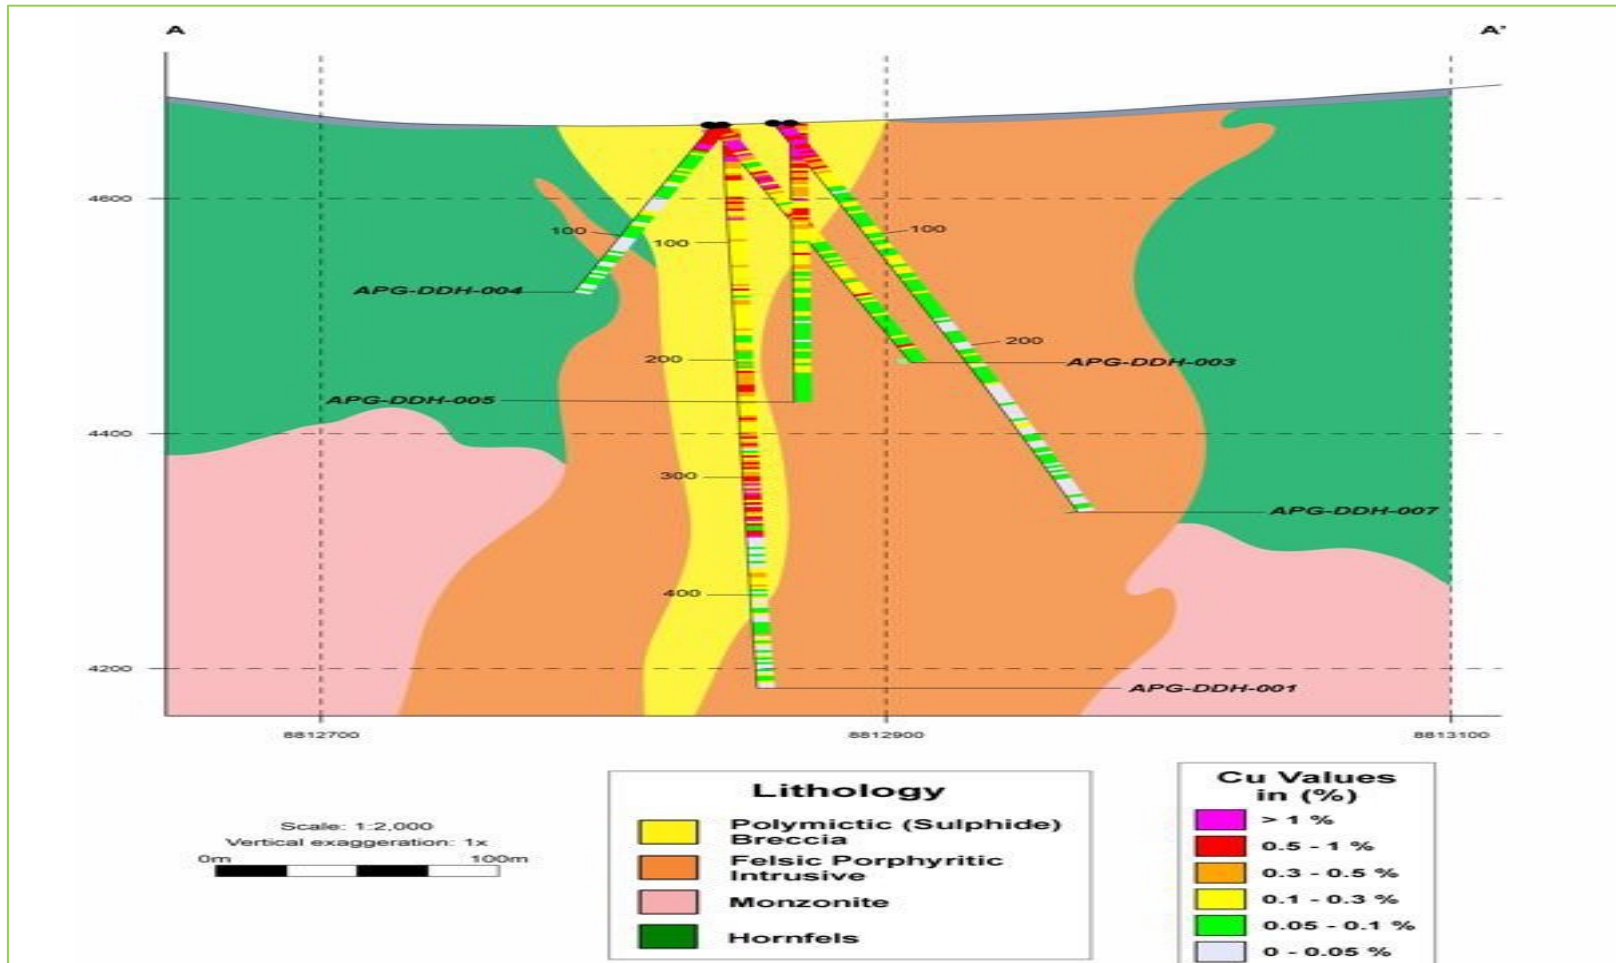 A
A'
4600
100
100
100
APG-DDH-004
200
200
APG-DDH-003
APG-DDH-005
4400
300
APG-DDH-007
400
4200
APG-DDH-001
8812700
8812900
8813100
Scale: 1:2,000
Vertical exaggeration: 1x
0m
100m
Lithology
Polymictic (Sulphide)
Breccia
Felsic Porphyritic
Intrusive
Monzonite
Hornfels
Cu Values
in (%)
> 1 %
0.5 - 1 %
0.3 - 0.5 %
0.1 - 0.3 %
0.05 - 0.1 %
0 - 0.05 %